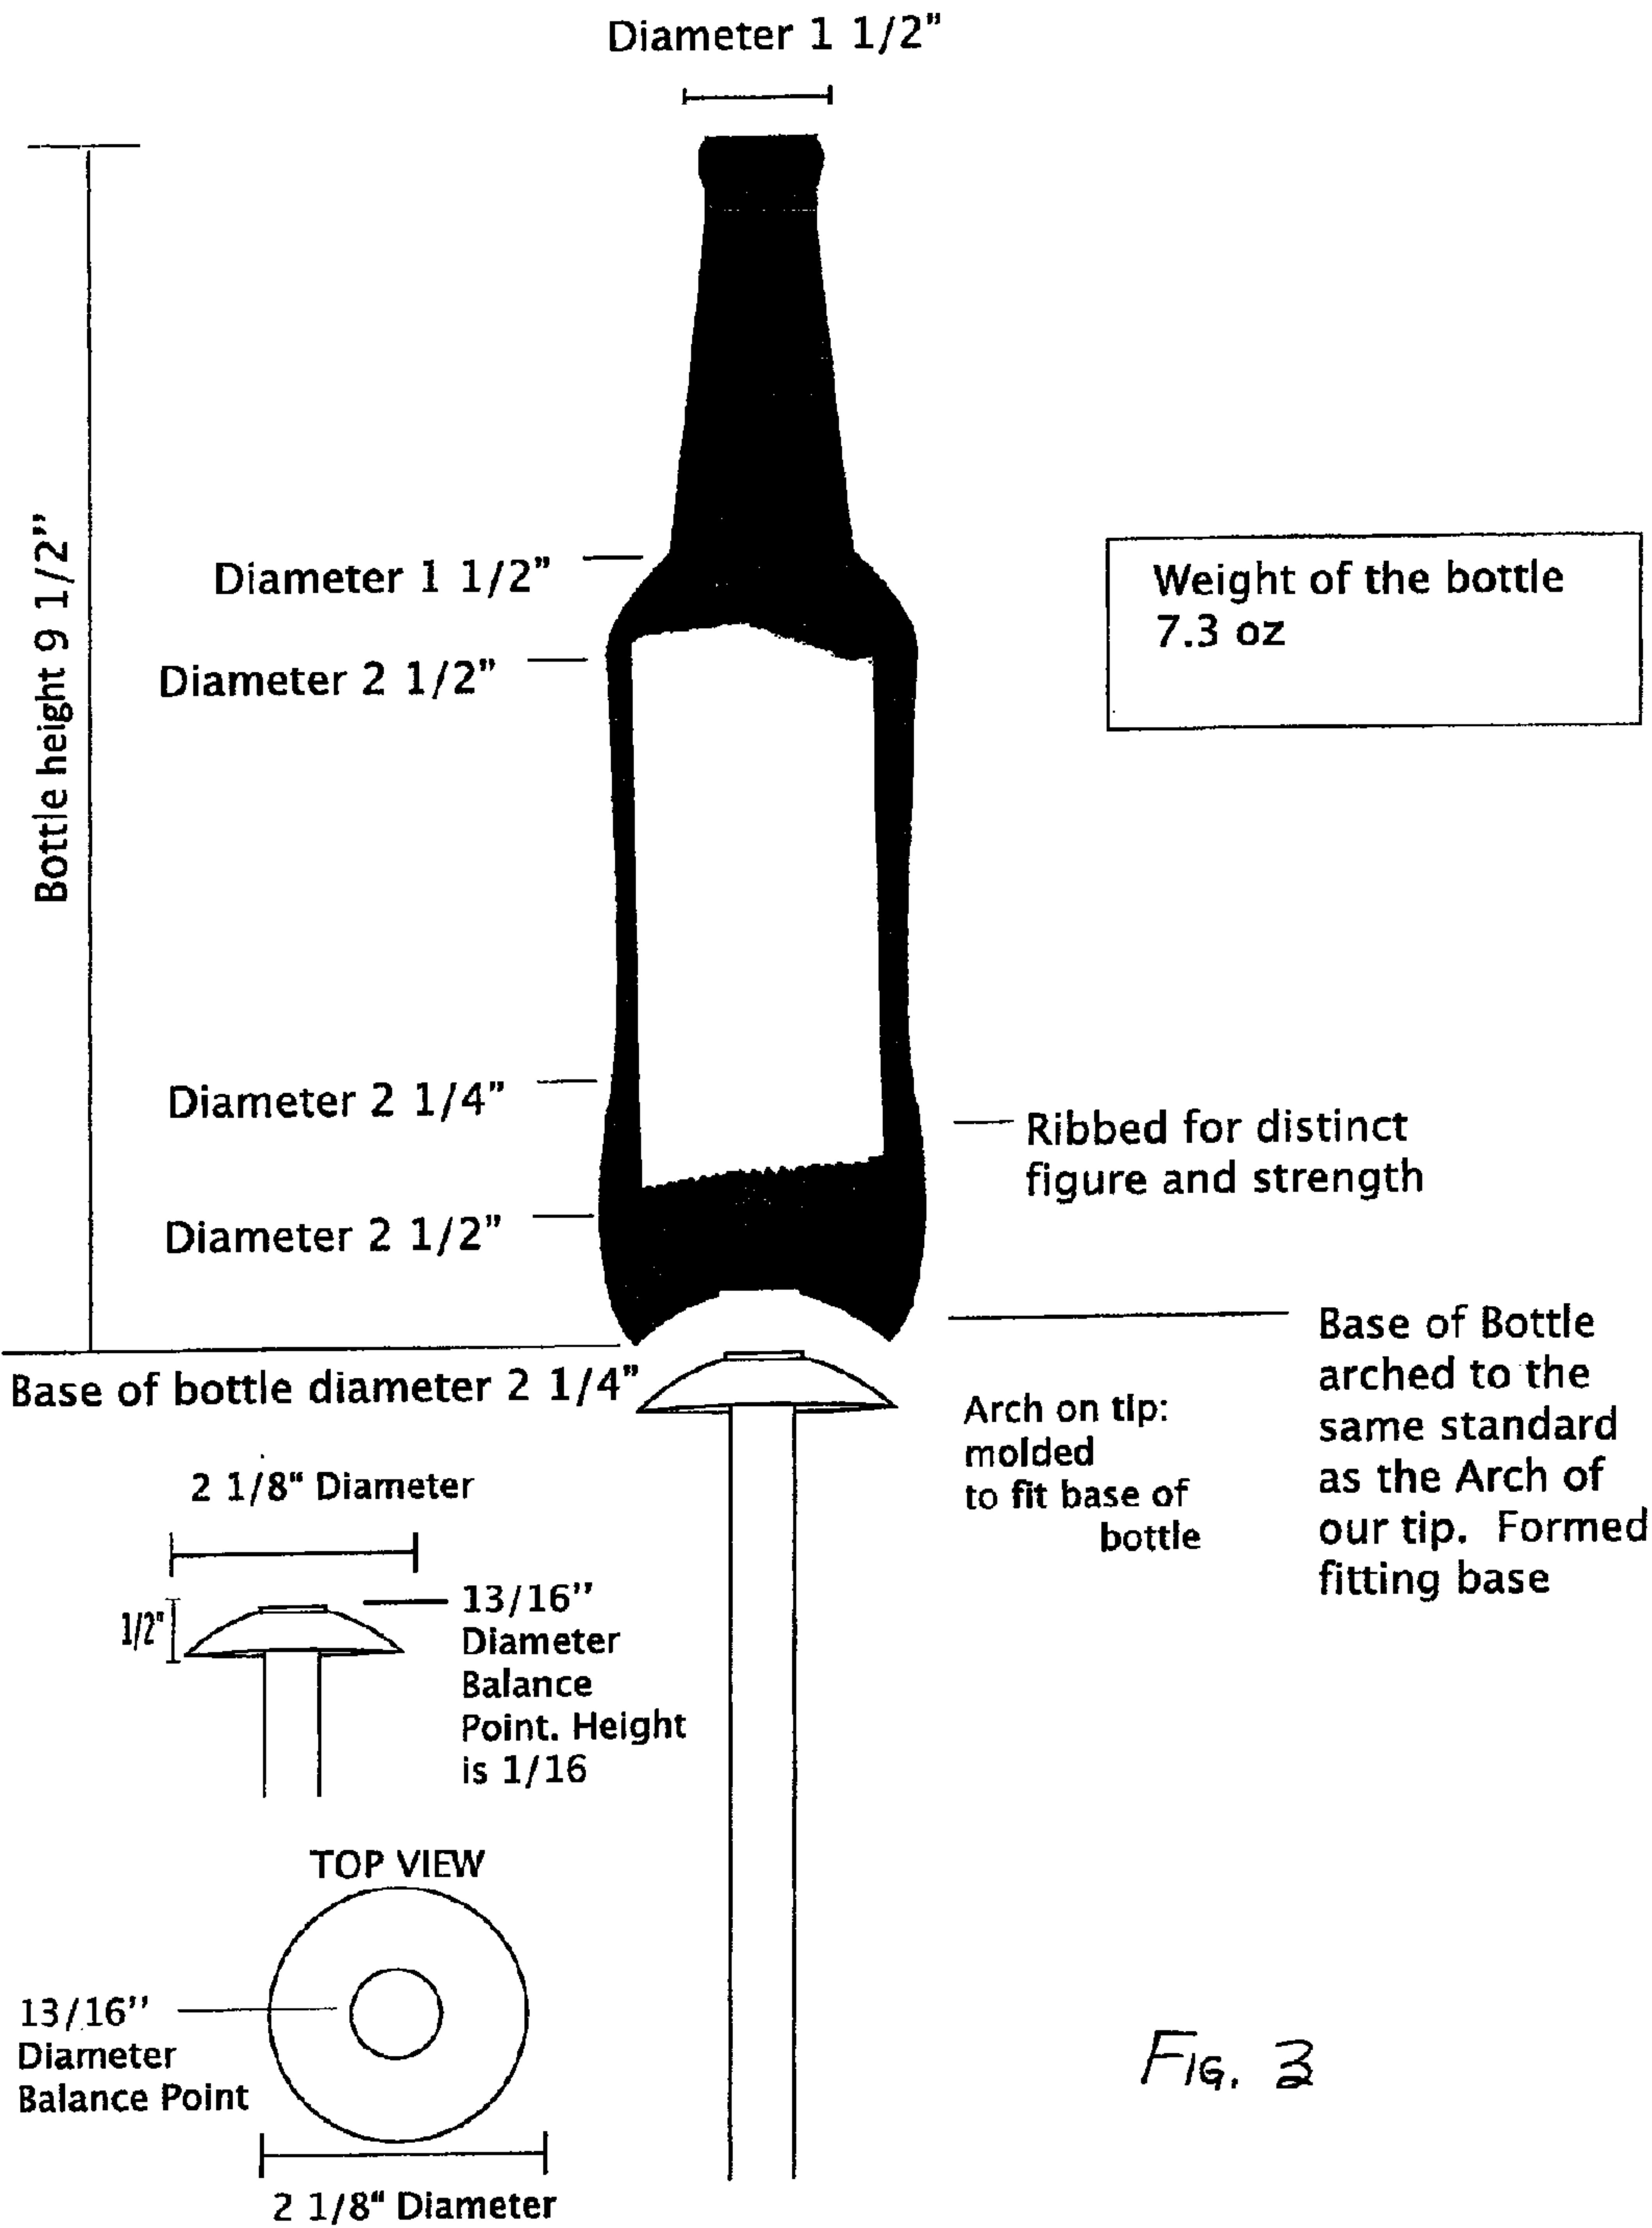 Diameter 1 1/2"
Bottle height 9 1/2"
Diameter 1 1/2"
Weight of the bottle
7.3 oz
Diameter 2 1/2"
Diameter 2 1/4"
Ribbed for distinct
figure and strength
Diameter 2 1/2"
Base of Bottle
arched to the
same standard
as the Arch of
our tip. Formed
fitting base
Base of bottle diameter 2 1/4"
Arch on tip:
molded
to fit base of
bottle
2 1/8" Diameter
1/2"
13/16"
Diameter
Balance
Point. Height
is 1/16
TOP VIEW
13/16"
Diameter
Balance Point
2 1/8" Diameter
FIG. 3